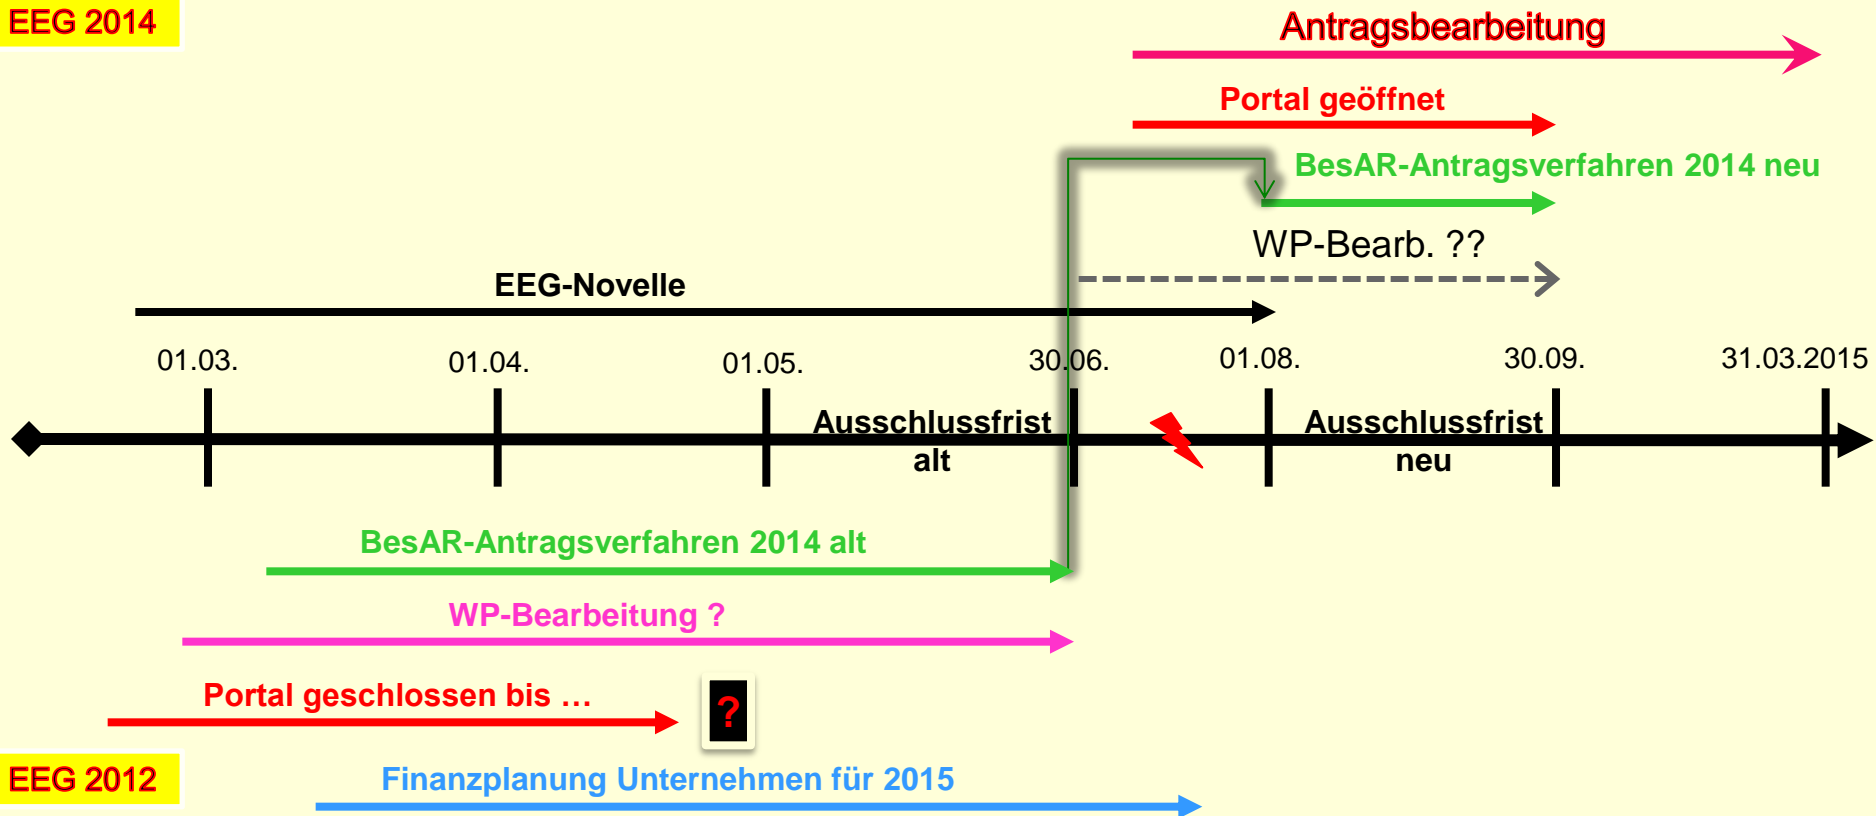 EEG 2014
Antragsbearbeitung
Portal geöffnet
BesAR-Antragsverfahren 2014 neu
WP-Bearb. ??
EEG-Novelle
01.03.
01.04.
01.05.
30.06.
01.08.
30.09.
31.03.2015
Ausschlussfrist
alt
Ausschlussfrist
neu
BesAR-Antragsverfahren 2014 alt
WP-Bearbeitung ?
Portal geschlossen bis …
?
EEG 2012
Finanzplanung Unternehmen für 2015